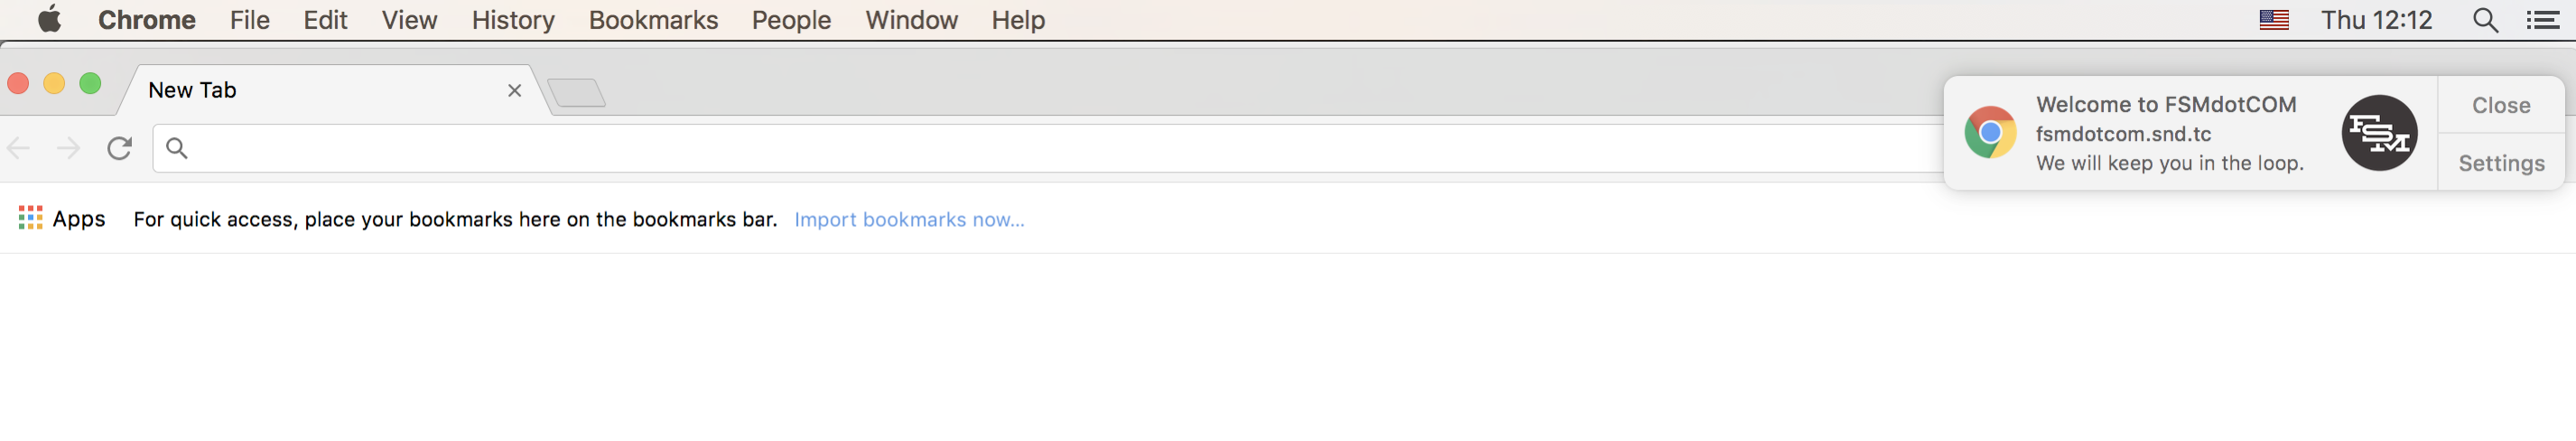 Chrome File Edit View History Bookmarks People Window Help Thu 12:12
New Tab
Welcome to FSMdotCOM
fsmdotcom.snd.tc
We will keep you in the loop.
FSM
Close
Settings
Apps For quick access, place your bookmarks here on the bookmarks bar. Import bookmarks now...